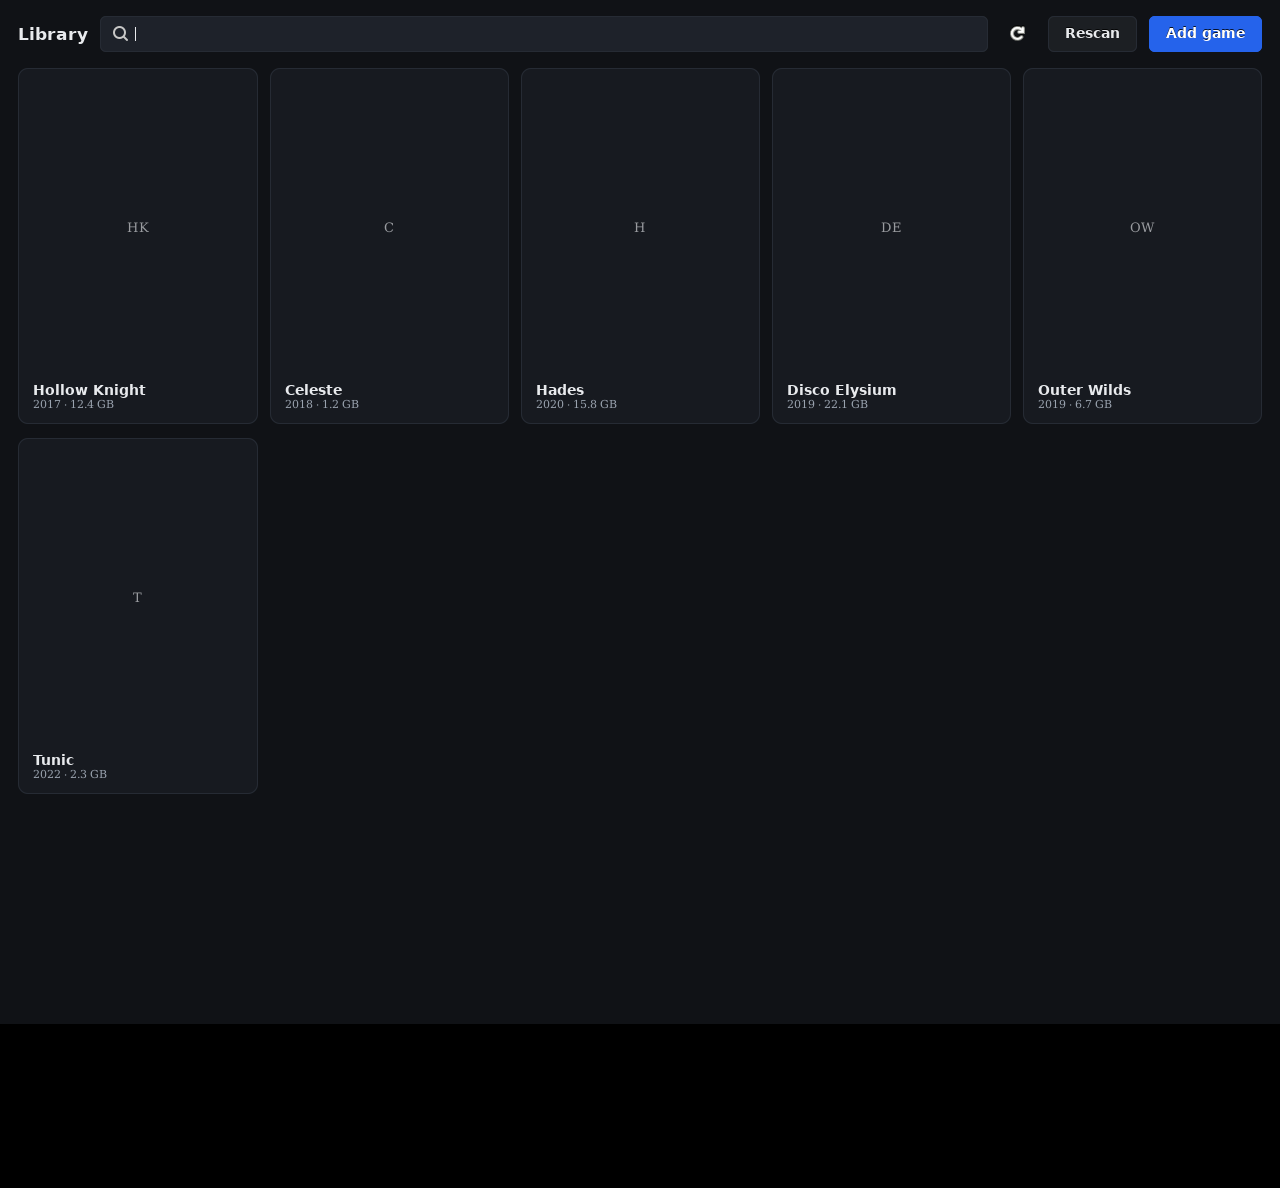 Library
Rescan
Add game
HK
Hollow Knight
2017 · 12.4 GB
C
Celeste
2018 · 1.2 GB
H
Hades
2020 · 15.8 GB
DE
Disco Elysium
2019 · 22.1 GB
OW
Outer Wilds
2019 · 6.7 GB
T
Tunic
2022 · 2.3 GB